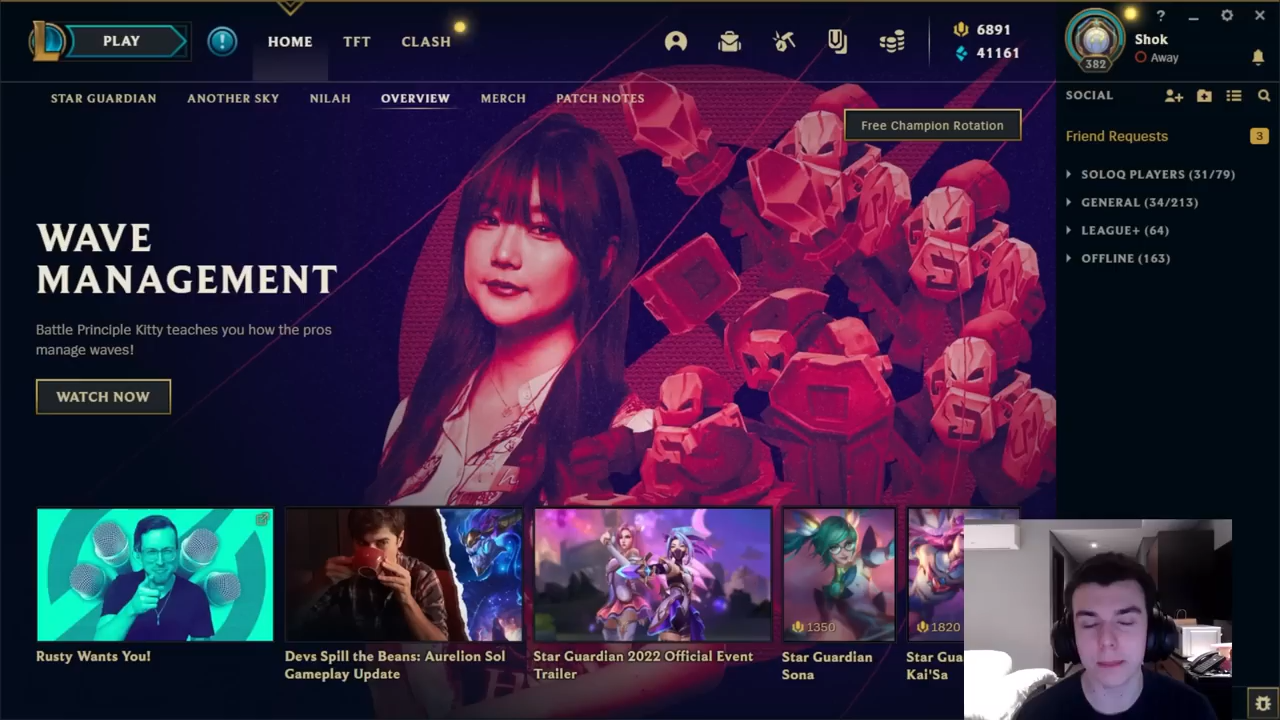 PLAY
HOME
TFT
CLASH
6891
41161
382
Shok
Away
?
STAR GUARDIAN
ANOTHER SKY
NILAH
OVERVIEW
MERCH
PATCH NOTES
Free Champion Rotation
SOCIAL
Friend Requests
3
SOLOQ PLAYERS (31/79)
GENERAL (34/213)
LEAGUE+ (64)
OFFLINE (163)
WAVE
MANAGEMENT
Battle Principle Kitty teaches you how the pros
manage waves!
WATCH NOW
1350
1820
Rusty Wants You!
Devs Spill the Beans: Aurelion Sol
Gameplay Update
Star Guardian 2022 Official Event
Trailer
Star Guardian
Sona
Star Gua
Kai'Sa